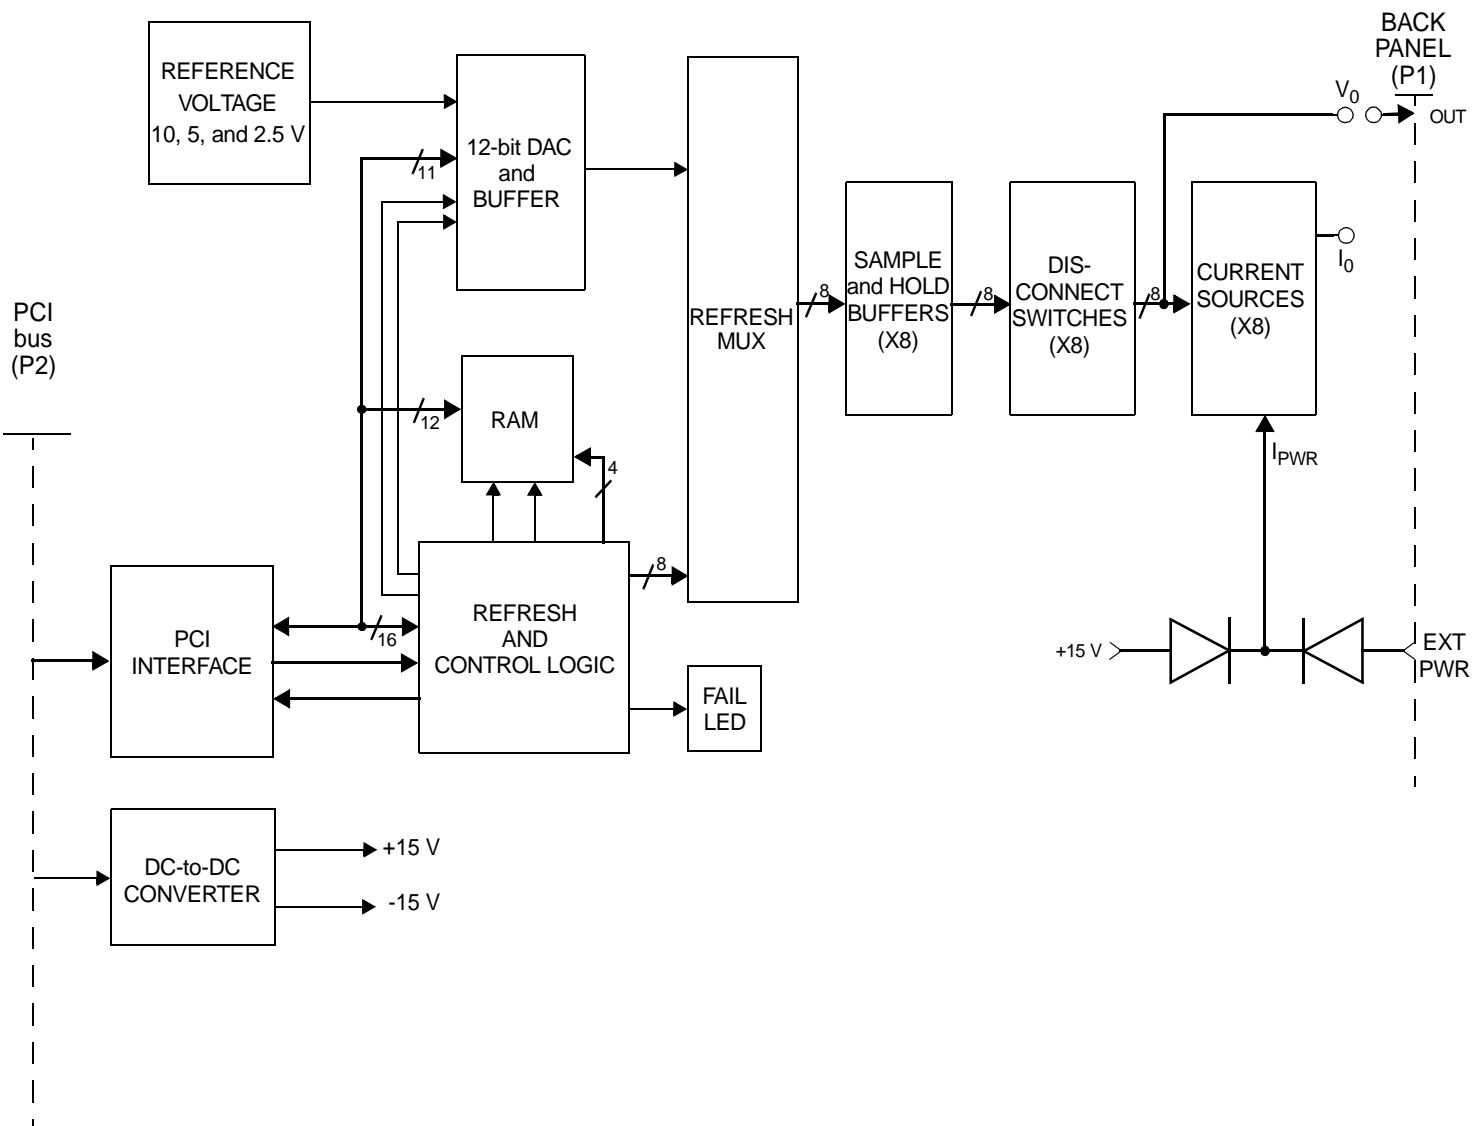 BACK
PANEL
(P1)
V0
OUT
REFERENCE
VOLTAGE
10, 5, and 2.5 V
12-bit DAC
and
BUFFER
11
REFRESH
MUX
8
SAMPLE
and HOLD
BUFFERS
(X8)
8
DIS-
CONNECT
SWITCHES
(X8)
8
CURRENT
SOURCES
(X8)
I0
PCI
bus
(P2)
RAM
12
4
IPWR
PCI
INTERFACE
16
REFRESH
AND
CONTROL LOGIC
8
FAIL
LED
+15 V
EXT
PWR
DC-to-DC
CONVERTER
+15 V
-15 V